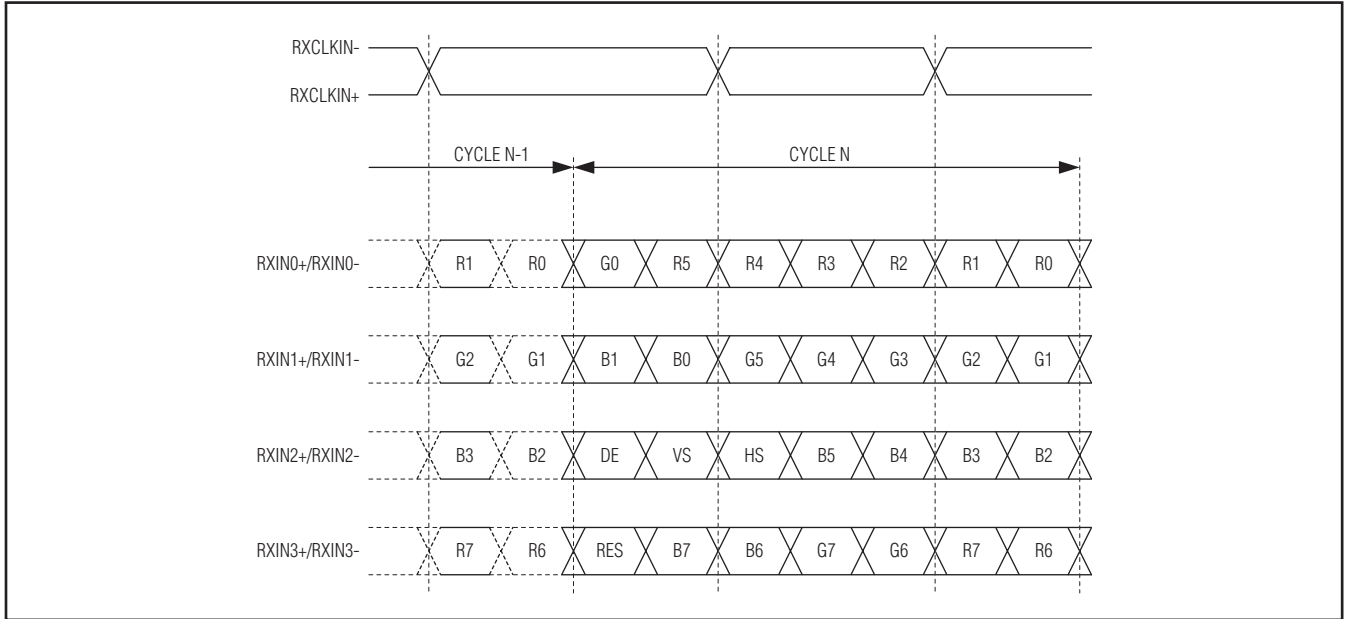 RXCLKIN-
RXCLKIN+
CYCLE N-1 CYCLE N
RXIN0+/RXIN0- R1 R0 G0 R5 R4 R3 R2 R1 R0
RXIN1+/RXIN1- G2 G1 B1 B0 G5 G4 G3 G2 G1
RXIN2+/RXIN2- B3 B2 DE VS HS B5 B4 B3 B2
RXIN3+/RXIN3- R7 R6 RES B7 B6 G7 G6 R7 R6